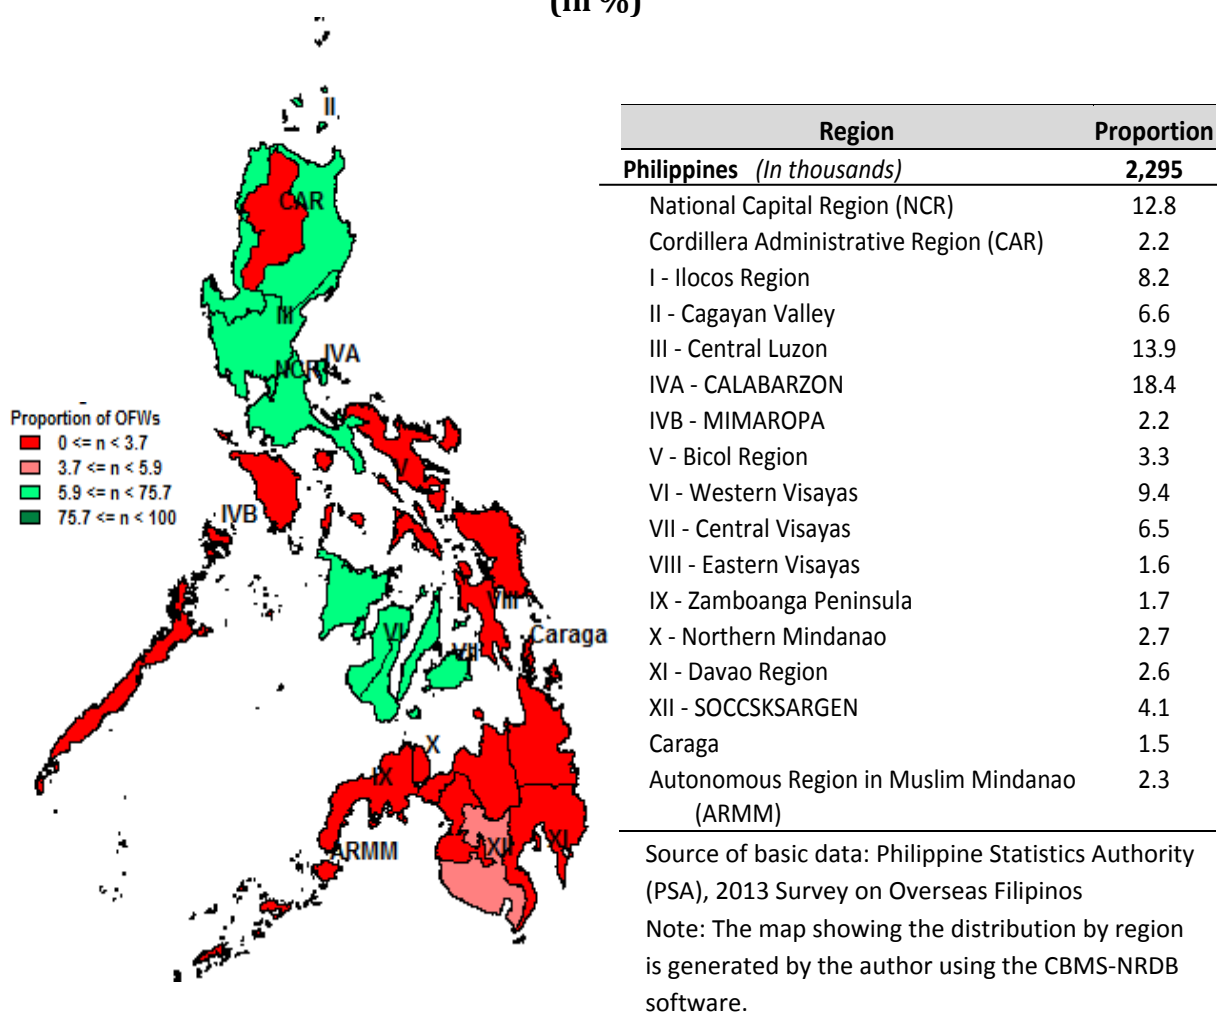 (in %)
II
CAR
III
IVA
NCR
Proportion of OFWs
0 <= n < 3.7
3.7 <= n < 5.9
5.9 <= n < 75.7
75.7 <= n < 100
V
IVB
VIII
VI
Caraga
VII
X
IX
XI
XII
ARMM
Region Proportion
Philippines (In thousands) 2,295
National Capital Region (NCR) 12.8
Cordillera Administrative Region (CAR) 2.2
I - Ilocos Region 8.2
II - Cagayan Valley 6.6
III - Central Luzon 13.9
IVA - CALABARZON 18.4
IVB - MIMAROPA 2.2
V - Bicol Region 3.3
VI - Western Visayas 9.4
VII - Central Visayas 6.5
VIII - Eastern Visayas 1.6
IX - Zamboanga Peninsula 1.7
X - Northern Mindanao 2.7
XI - Davao Region 2.6
XII - SOCCSKSARGEN 4.1
Caraga 1.5
Autonomous Region in Muslim Mindanao 2.3
(ARMM)
Source of basic data: Philippine Statistics Authority
(PSA), 2013 Survey on Overseas Filipinos
Note: The map showing the distribution by region
is generated by the author using the CBMS-NRDB
software.